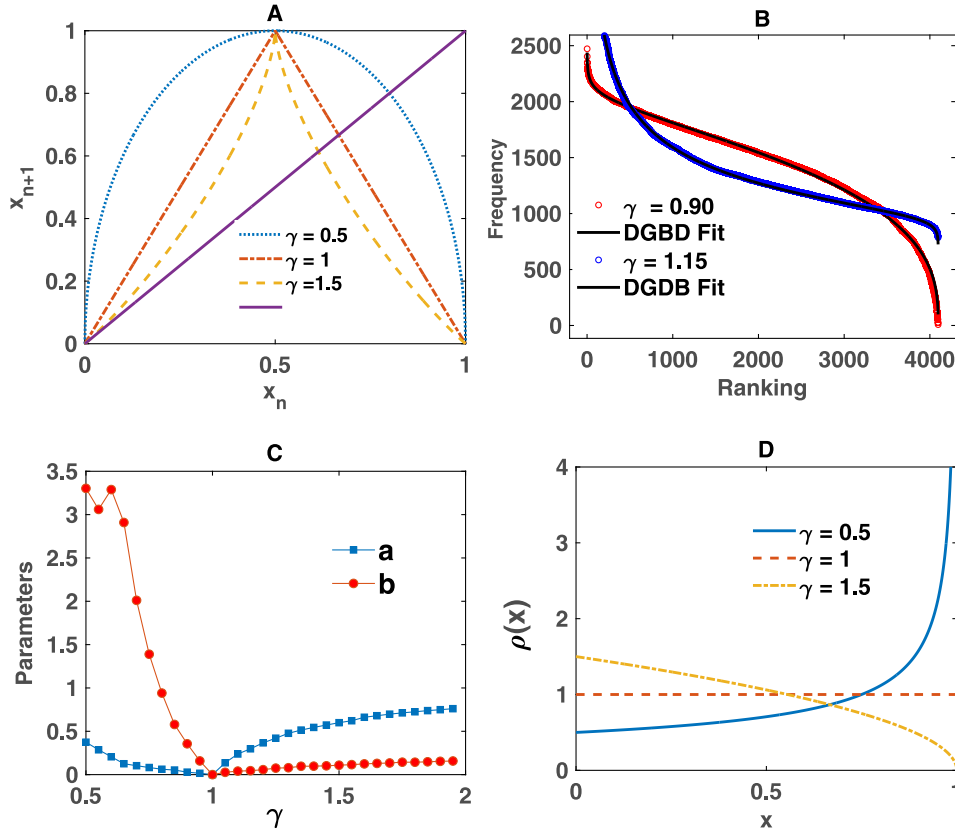 A
1
0.8
0.6
0.4
0.2
0
x_{n+1}
γ = 0.5
γ = 1
γ =1.5
0
0.5
1
x_n
B
2500
2000
1500
1000
500
0
Frequency
γ = 0.90
DGBD Fit
γ = 1.15
DGDB Fit
0
1000
2000
3000
4000
Ranking
C
3.5
3
2.5
2
1.5
1
0.5
0
Parameters
a
b
0.5
1
1.5
2
γ
D
4
3
2
1
0
ρ(x)
γ = 0.5
γ = 1
γ = 1.5
0
0.5
1
x